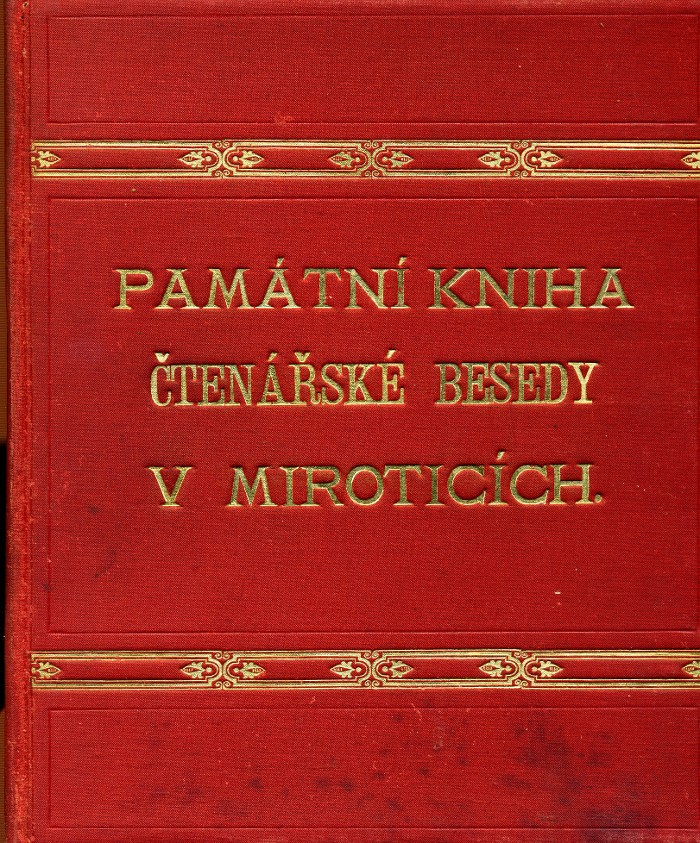 PAMÁTNÍ KNIHA
ČTENÁŘSKÉ BESEDY
V MIROTICÍCH.